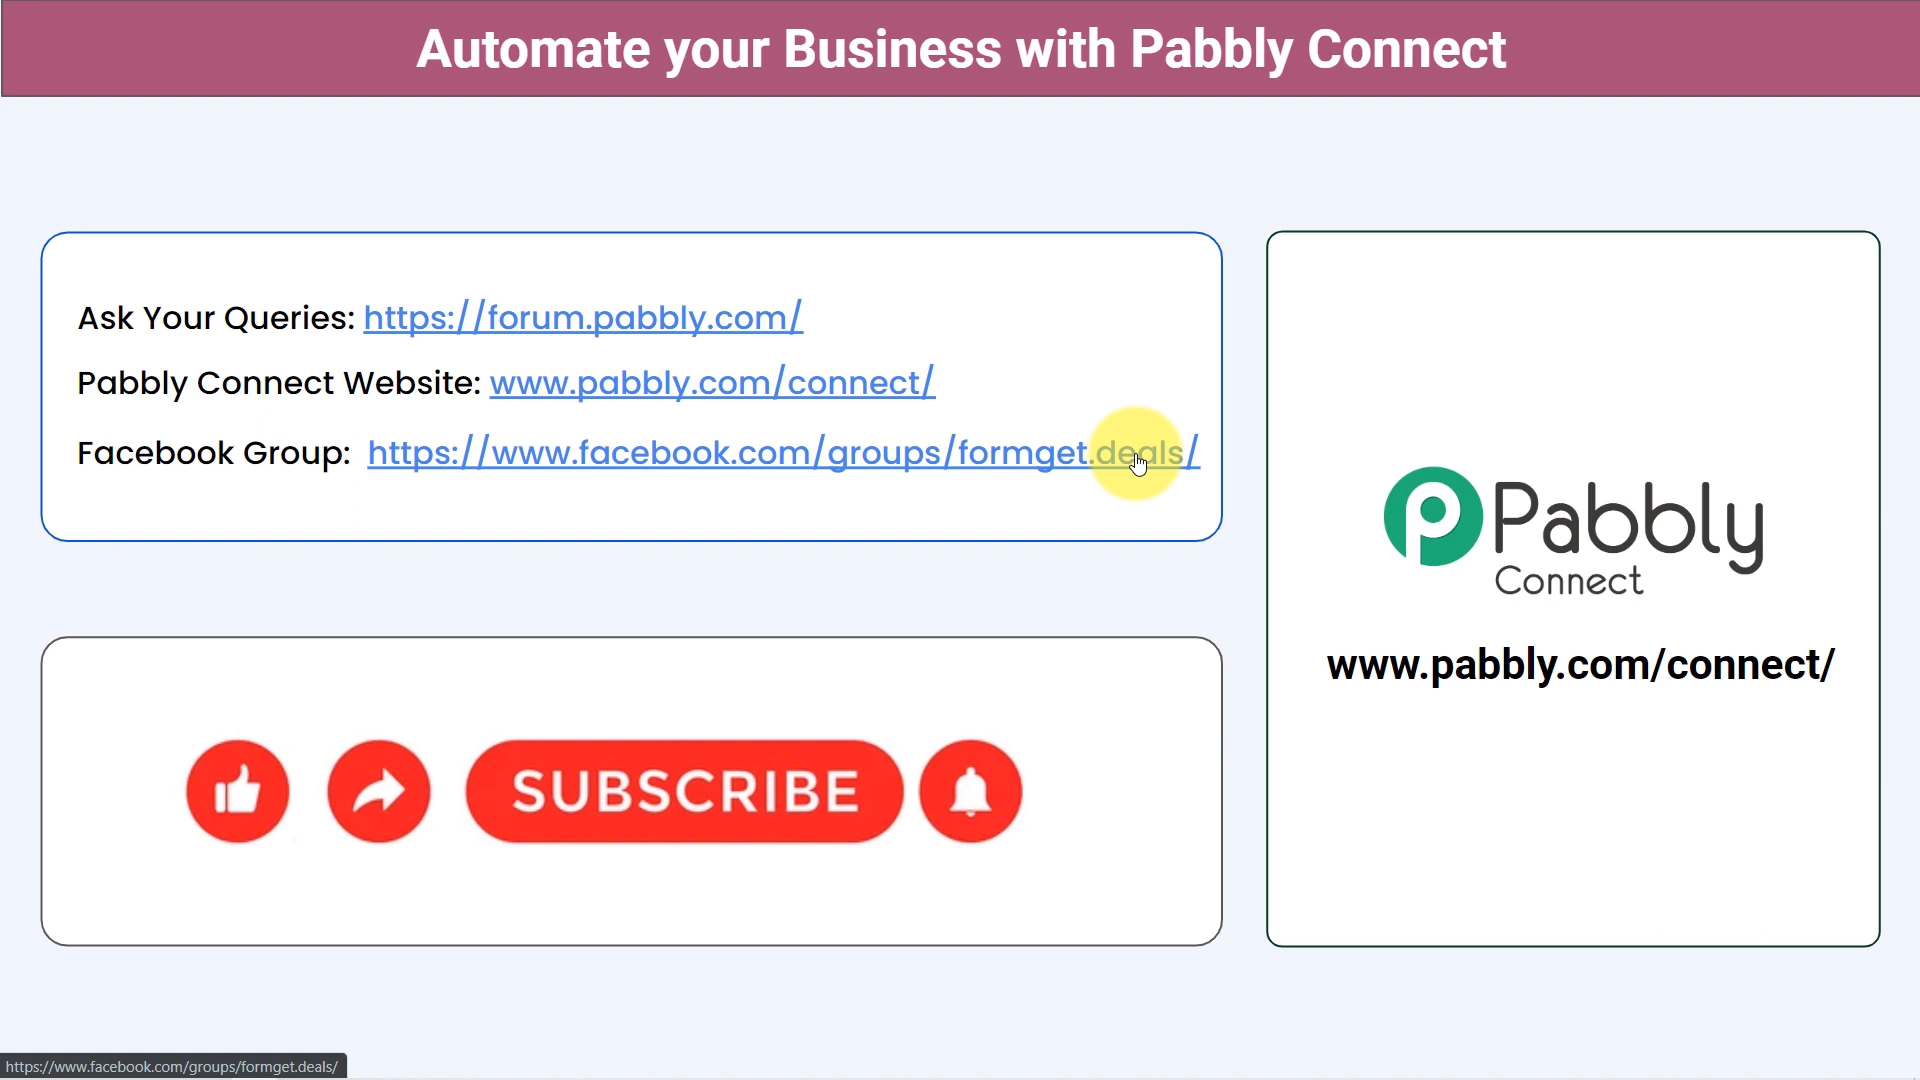 Automate your Business with Pabbly Connect
Ask Your Queries: https://forum.pabbly.com/
Pabbly Connect Website: www.pabbly.com/connect/
Facebook Group: https://www.facebook.com/groups/formget.deals/
SUBSCRIBE
Pabbly
Connect
www.pabbly.com/connect/
https://www.facebook.com/groups/formget.deals/